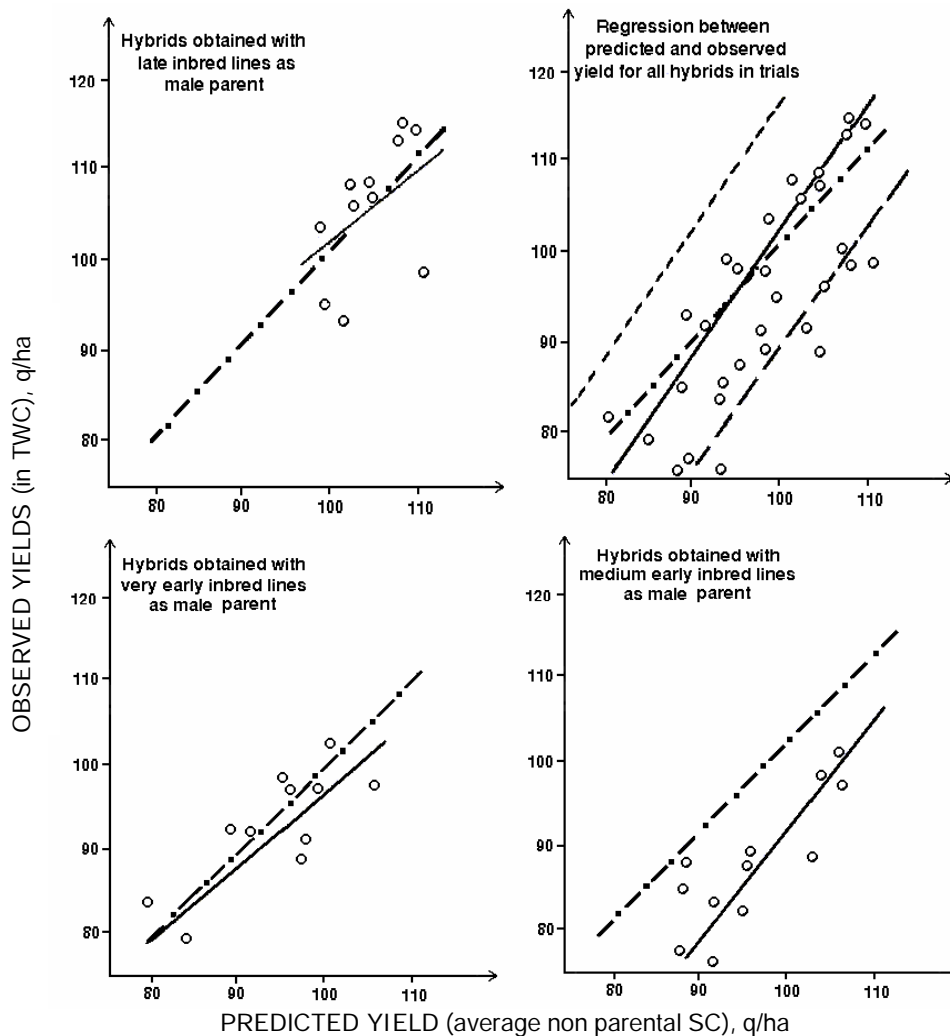 Hybrids obtained with
late inbred lines as
male parent
120
110
100
90
80
80 90 100 110
Regression between
predicted and observed
yield for all hybrids in trials
120
110
100
90
80
80 90 100 110
OBSERVED YIELDS (in TWC), q/ha
Hybrids obtained with
very early inbred lines
as male parent
120
110
100
90
80
80 90 100 110
Hybrids obtained with
medium early inbred lines
as male parent
120
110
100
90
80
80 90 100 110
PREDICTED YIELD (average non parental SC), q/ha